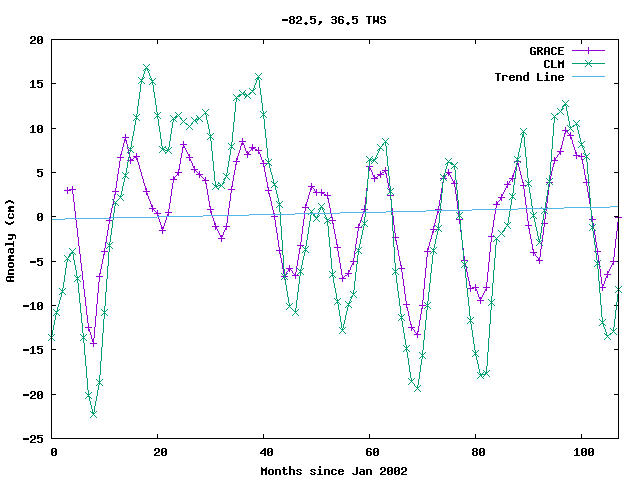 -82.5, 36.5 TWS
GRACE
CLM
Trend Line
20
15
10
5
0
-5
-10
-15
-20
-25
Anomaly (cm)
0 20 40 60 80 100
Months since Jan 2002